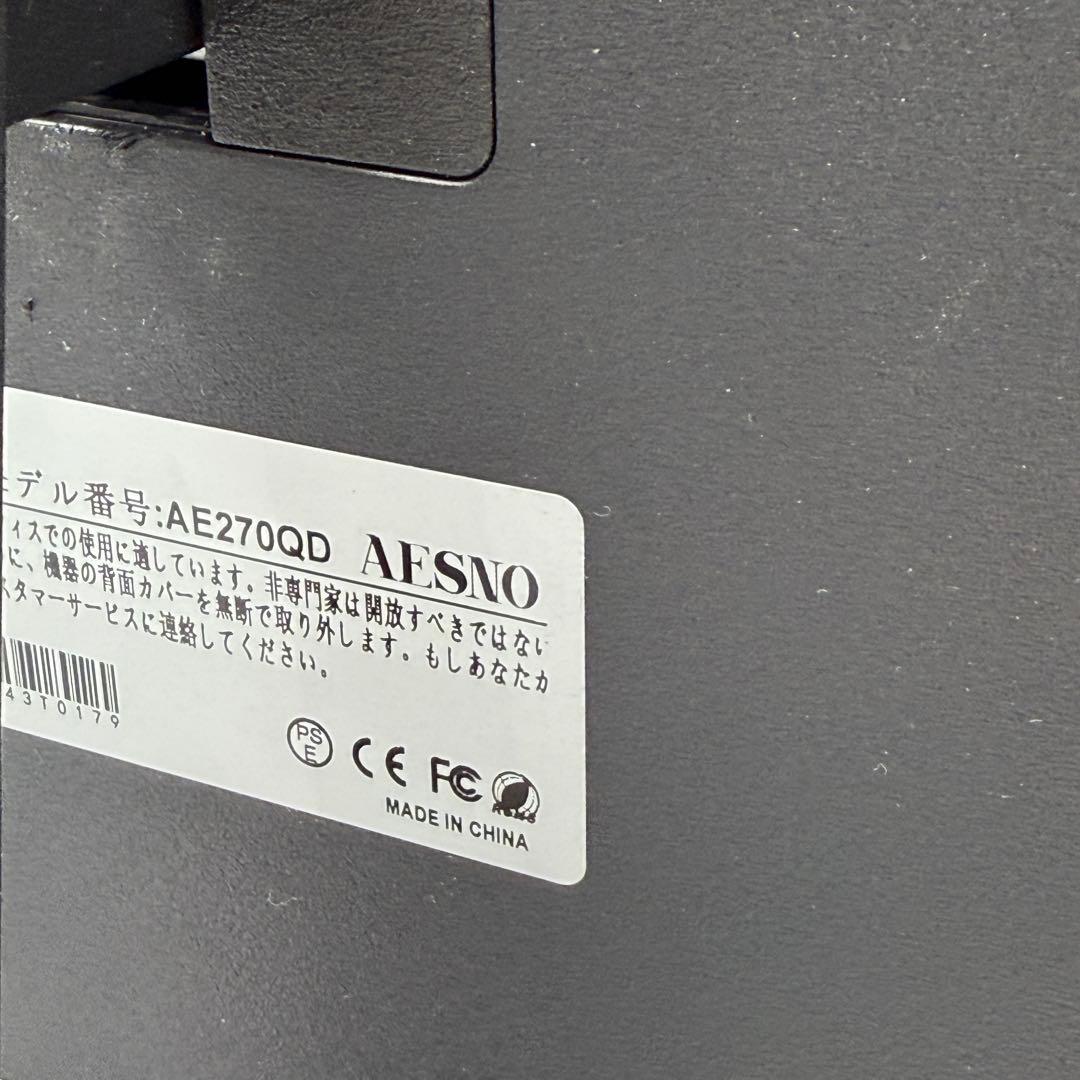 モデル番号:AE270QD AESNO
ィスでの使用に適しています。非専門家は開放すべきではない
に、機器の背面カバーを無断で取り外します。もしあなたカ
スタマーサービスに連絡してください。
43T0179
PSE CE FC RoHS
MADE IN CHINA